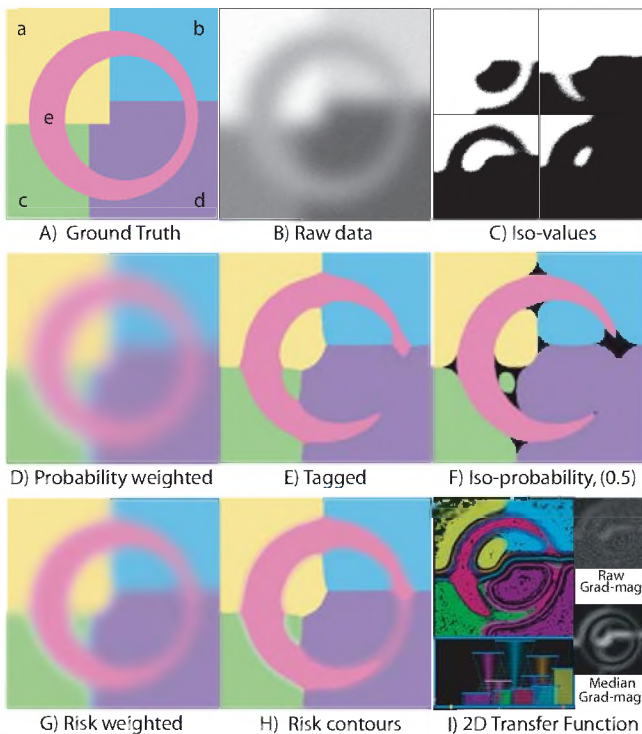 a
b
e
c
d
A) Ground Truth
B) Raw data
C) Iso-values
D) Probability weighted
E) Tagged
F) Iso-probability, (0.5)
Raw
Grad-mag
Median
Grad-mag
G) Risk weighted
H) Risk contours
I) 2D Transfer Function